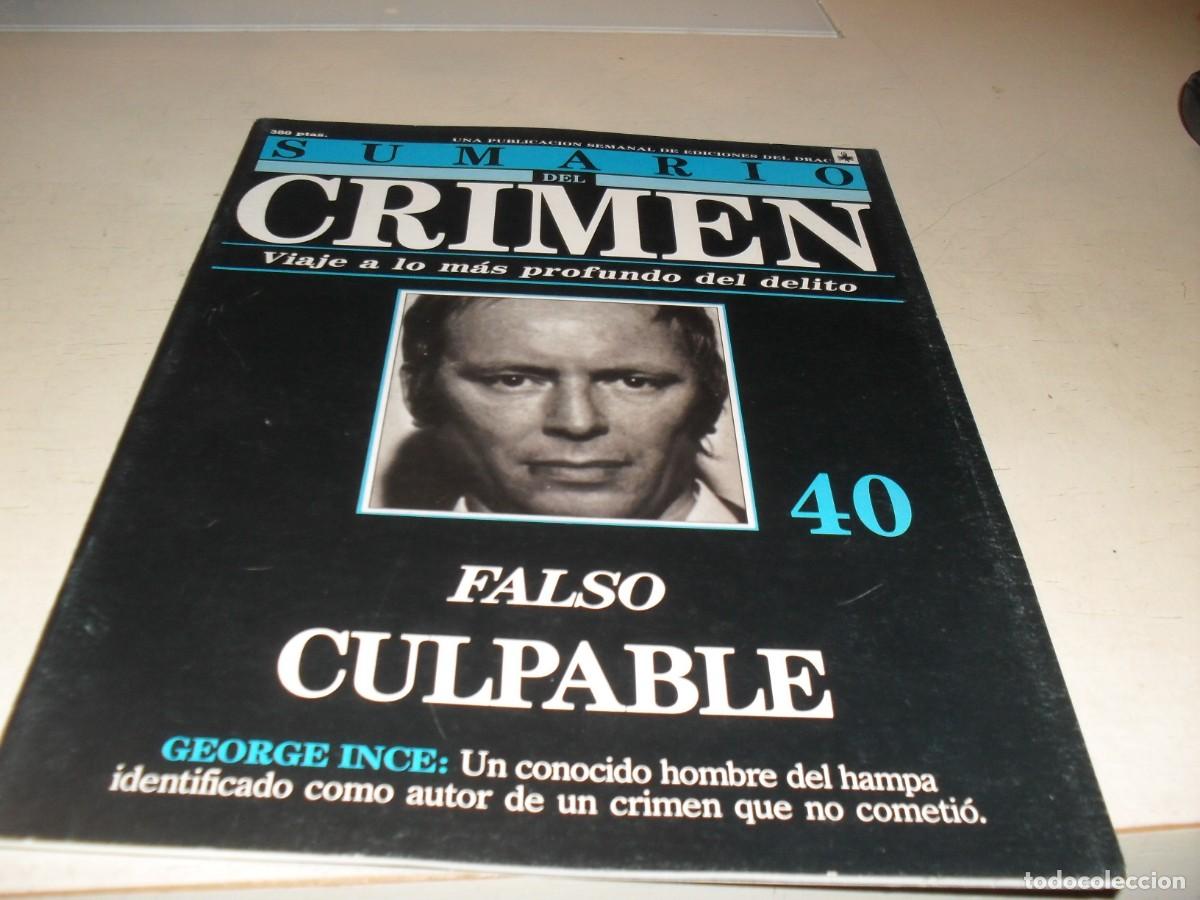 380 ptas.
UNA PUBLICACION SEMANAL DE EDICIONES DEL DRAC
SUMARIO
DEL
CRIMEN
Viaje a lo más profundo del delito
40
FALSO
CULPABLE
GEORGE INCE: Un conocido hombre del hampa
identificado como autor de un crimen que no cometió.
todocoleccion